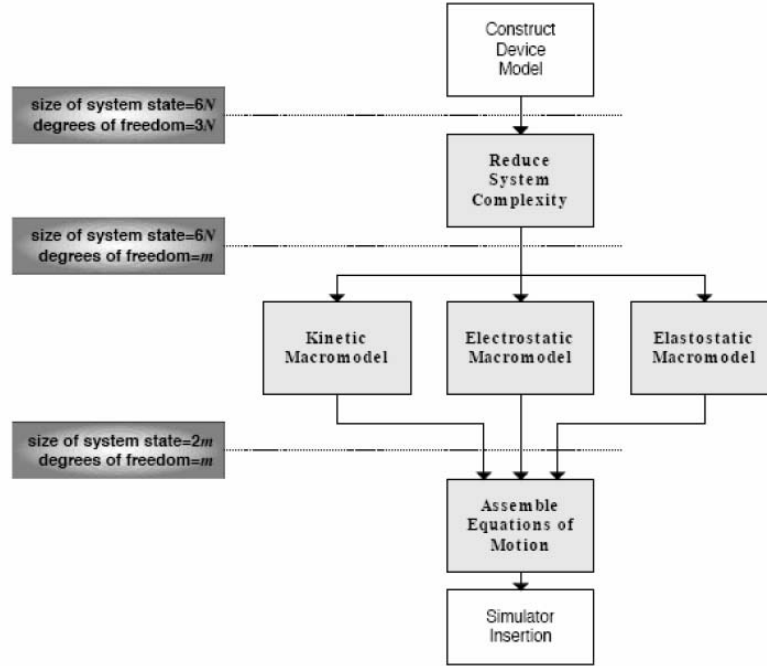 Construct
Device
Model
size of system state=6N
degrees of freedom=3N
Reduce
System
Complexity
size of system state=6N
degrees of freedom=m
Kinetic
Macromodel
Electrostatic
Macromodel
Elastostatic
Macromodel
size of system state=2m
degrees of freedom=m
Assemble
Equations of
Motion
Simulator
Insertion